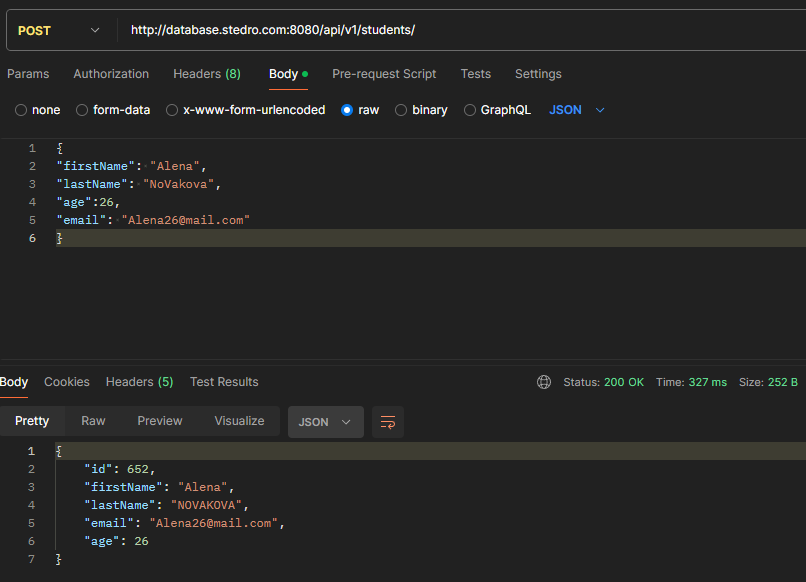 POST http://database.stedro.com:8080/api/v1/students/
Params Authorization Headers (8) Body Pre-request Script Tests Settings
none form-data x-www-form-urlencoded raw binary GraphQL JSON
1 {
2 "firstName": "Alena",
3 "lastName": "NoVakova",
4 "age":26,
5 "email": "Alena26@mail.com"
6 }
Body Cookies Headers (5) Test Results Status: 200 OK Time: 327 ms Size: 252 B
Pretty Raw Preview Visualize JSON
1 {
2 "id": 652,
3 "firstName": "Alena",
4 "lastName": "NOVAKOVA",
5 "email": "Alena26@mail.com",
6 "age": 26
7 }